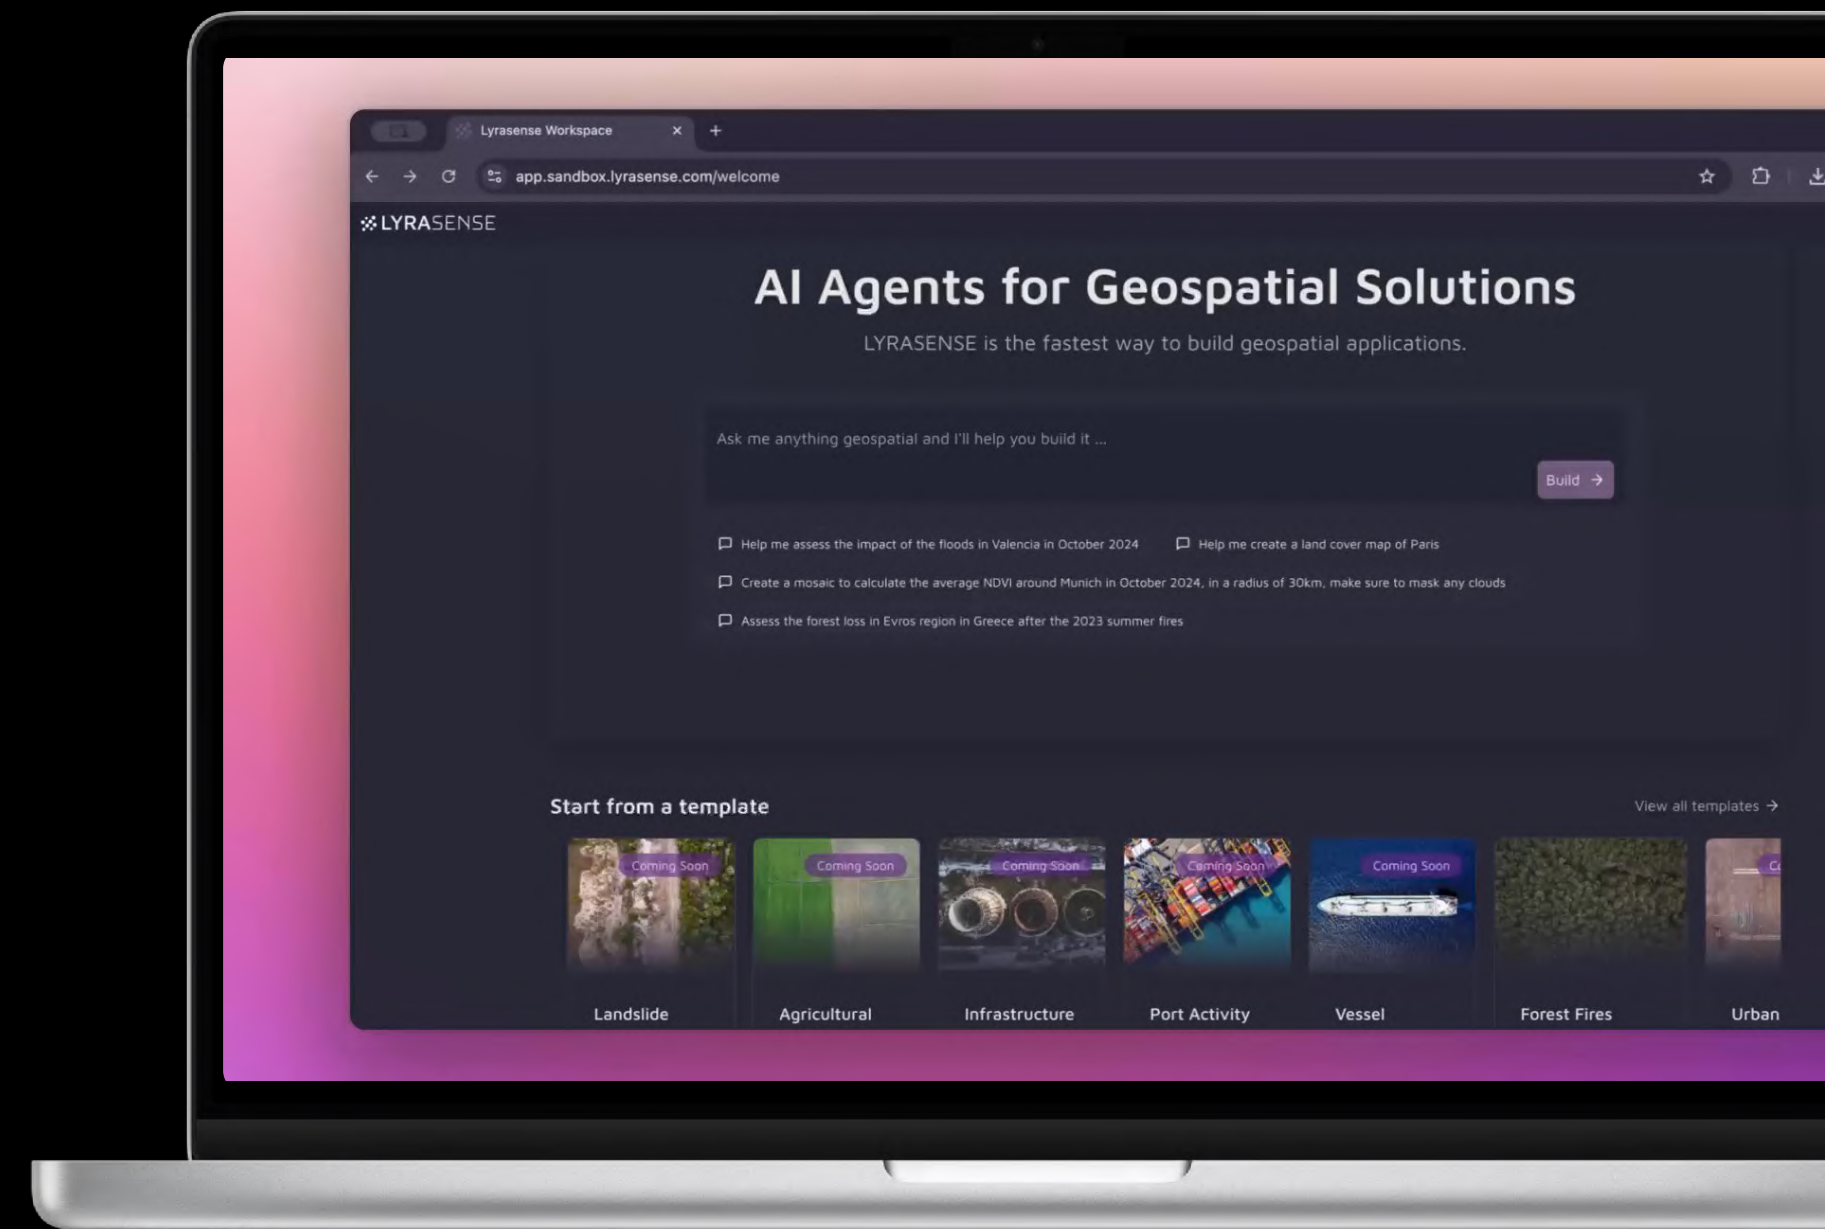 Lyrasense Workspace
app.sandbox.lyrasense.com/welcome
LYRASENSE
AI Agents for Geospatial Solutions
LYRASENSE is the fastest way to build geospatial applications.
Ask me anything geospatial and I'll help you build it ...
Build
Help me assess the impact of the floods in Valencia in October 2024 Help me create a land cover map of Paris
Create a mosaic to calculate the average NDVI around Munich in October 2024, in a radius of 30km, make sure to mask any clouds
Assess the forest loss in Evros region in Greece after the 2023 summer fires
Start from a template View all templates
Coming Soon Coming Soon Coming Soon Coming Soon Coming Soon
Landslide Agricultural Infrastructure Port Activity Vessel Forest Fires Urban